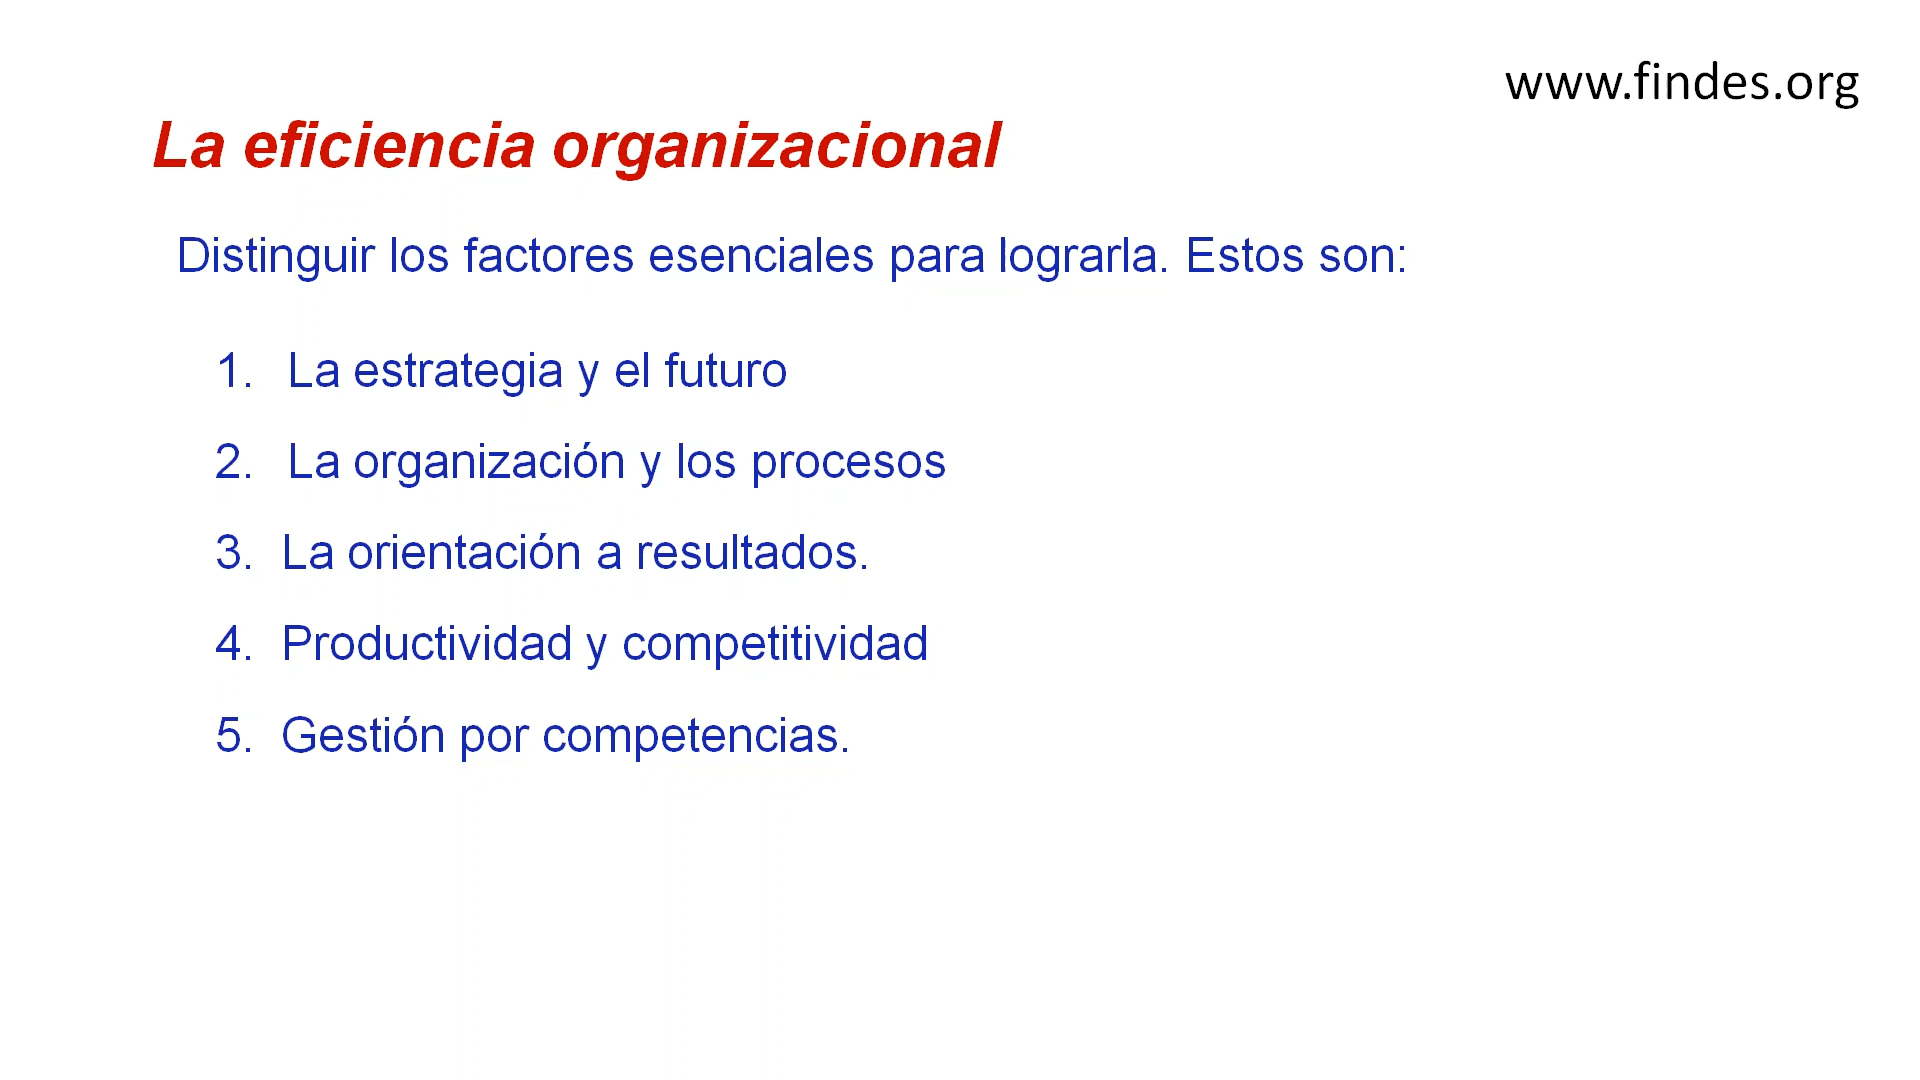 www.findes.org
La eficiencia organizacional
Distinguir los factores esenciales para lograrla. Estos son:
1. La estrategia y el futuro
2. La organización y los procesos
3. La orientación a resultados.
4. Productividad y competitividad
5. Gestión por competencias.